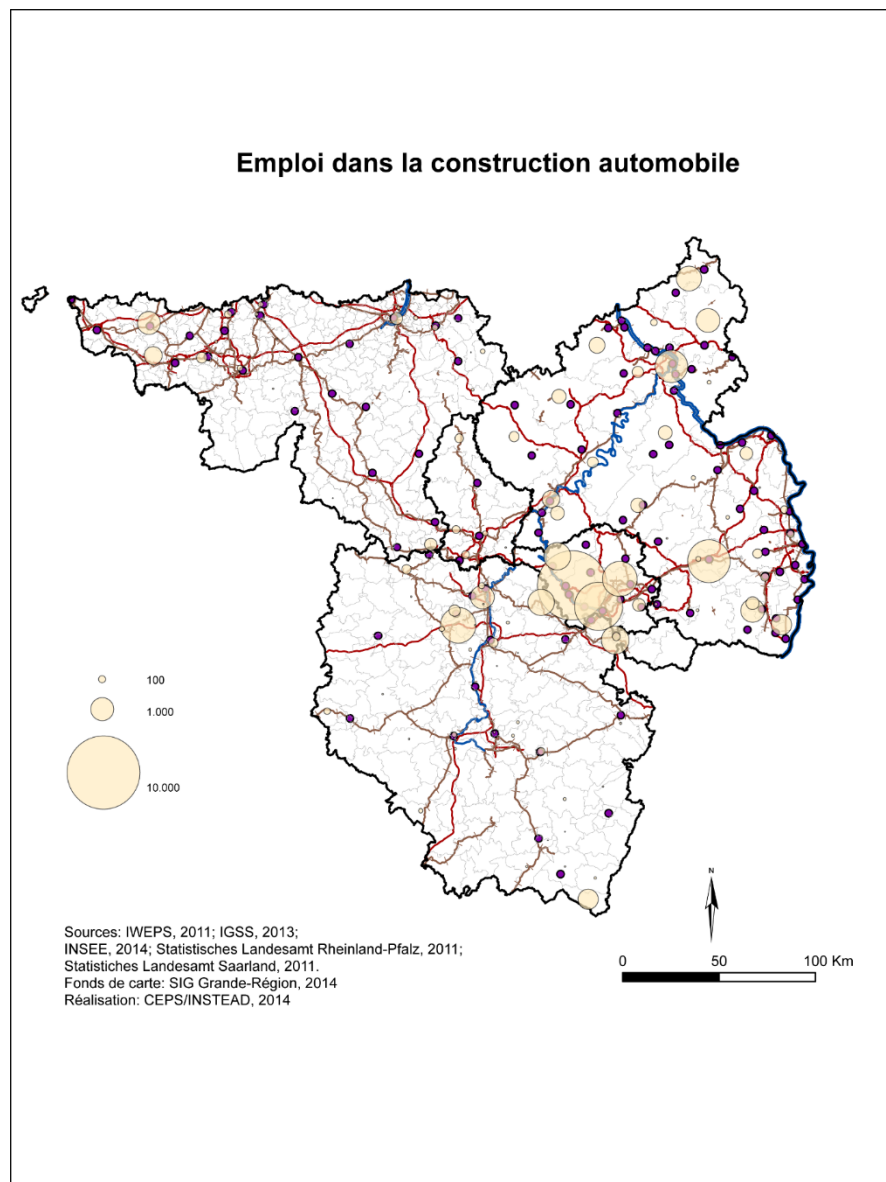 Emploi dans la construction automobile
100
1.000
10.000
N
Sources: IWEPS, 2011; IGSS, 2013;
INSEE, 2014; Statistisches Landesamt Rheinland-Pfalz, 2011;
Statistiches Landesamt Saarland, 2011.
Fonds de carte: SIG Grande-Région, 2014
Réalisation: CEPS/INSTEAD, 2014
0 50 100 Km